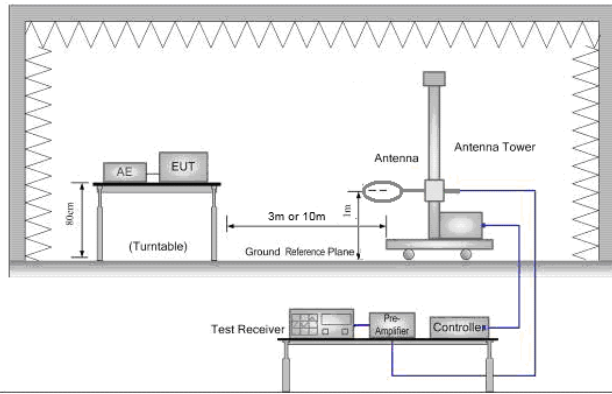 Antenna
Antenna Tower
AE
EUT
80cm
1m
3m or 10m
(Turntable)
Ground Reference Plane
Test Receiver
Pre-
Amplifier
Controller